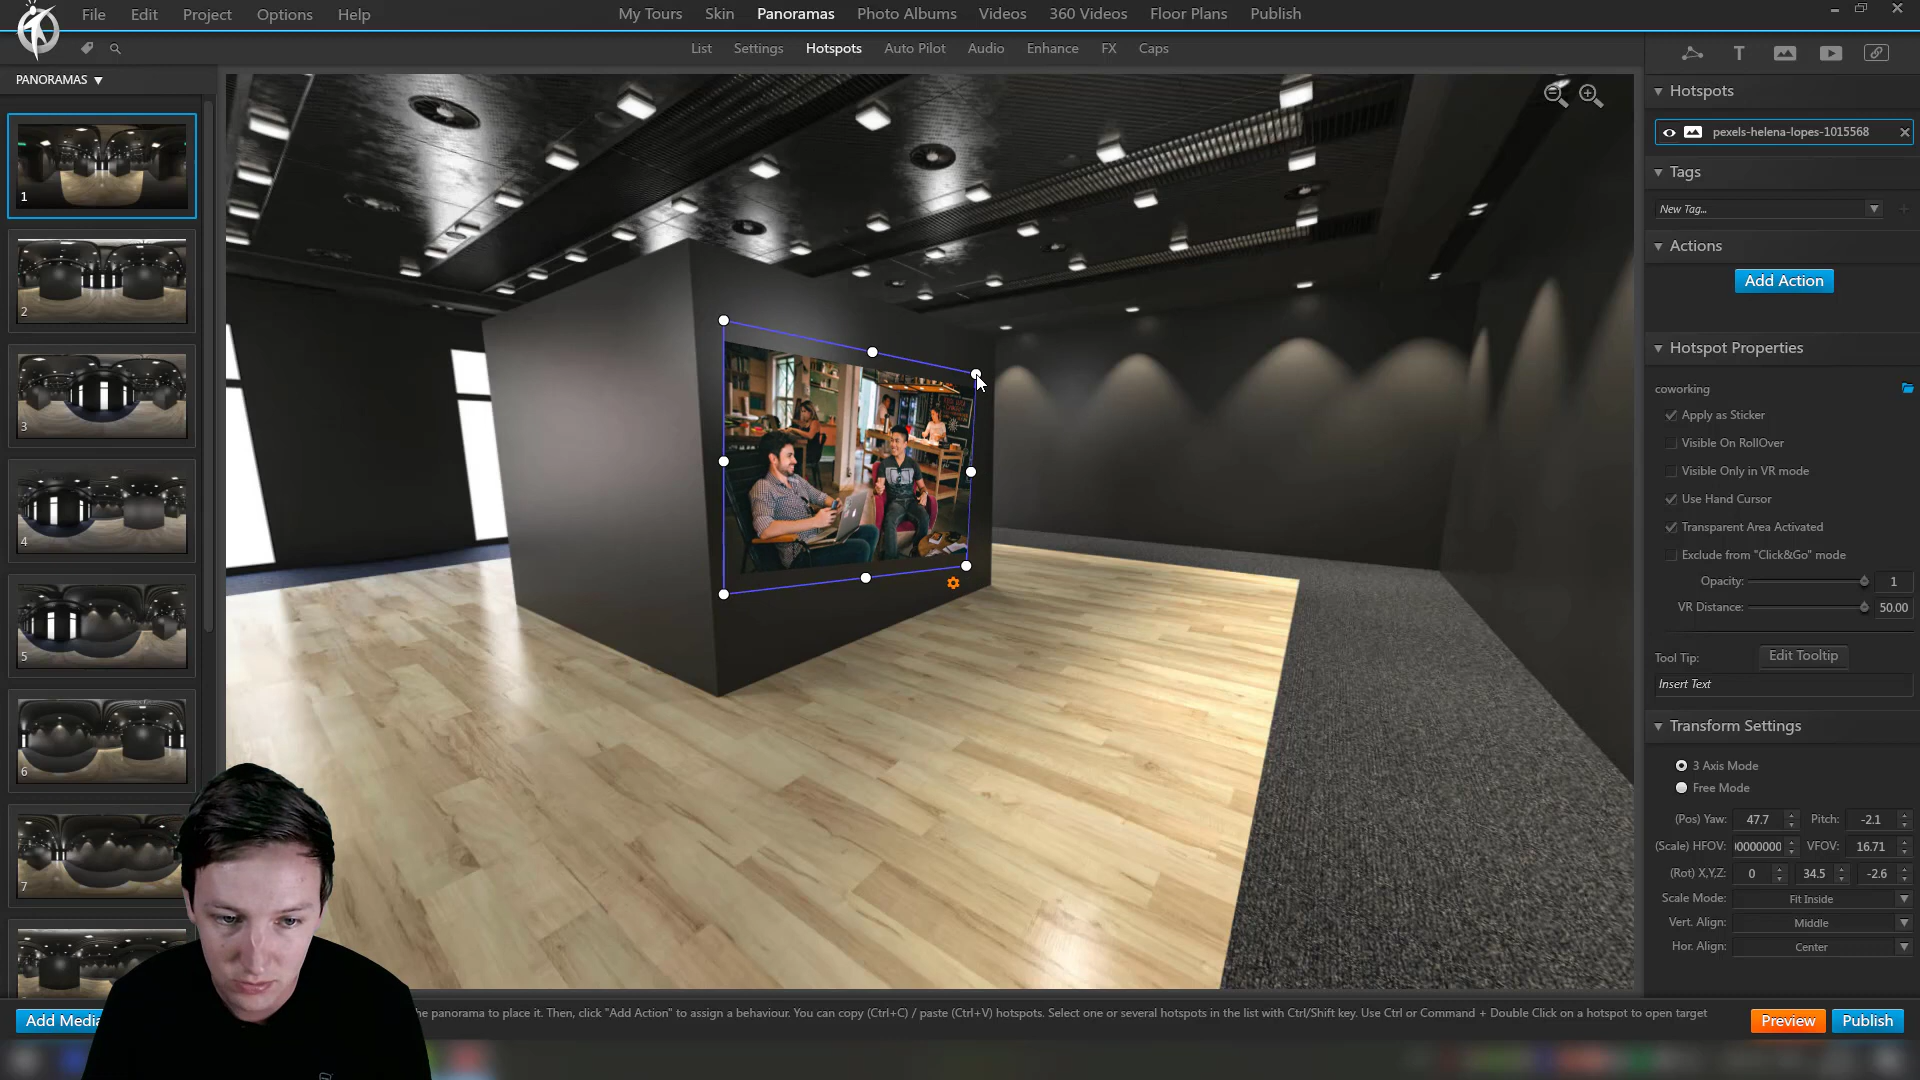 File Edit Project Options Help
My Tours Skin Panoramas Photo Albums Videos 360 Videos Floor Plans Publish
List Settings Hotspots Auto Pilot Audio Enhance FX Caps
PANORAMAS
1
2
3
4
5
6
7
T
Hotspots
pexels-helena-lopes-1015568
Tags
New Tag...
Actions
Add Action
Hotspot Properties
coworking
Apply as Sticker
Visible On RollOver
Visible Only in VR mode
Use Hand Cursor
Transparent Area Activated
Exclude from "Click&Go" mode
Opacity: 1
VR Distance: 50.00
Tool Tip: Edit Tooltip
Insert Text
Transform Settings
3 Axis Mode
Free Mode
(Pos) Yaw: 47.7 Pitch: -2.1
(Scale) HFOV: 00000000 VFOV: 16.71
(Rot) X,Y,Z: 0 34.5 -2.6
Scale Mode: Fit Inside
Vert. Align: Middle
Hor. Align: Center
Add Media
the panorama to place it. Then, click "Add Action" to assign a behaviour. You can copy (Ctrl+C) / paste (Ctrl+V) hotspots. Select one or several hotspots in the list with Ctrl/Shift key. Use Ctrl or Command + Double Click on a hotspot to open target
Preview Publish